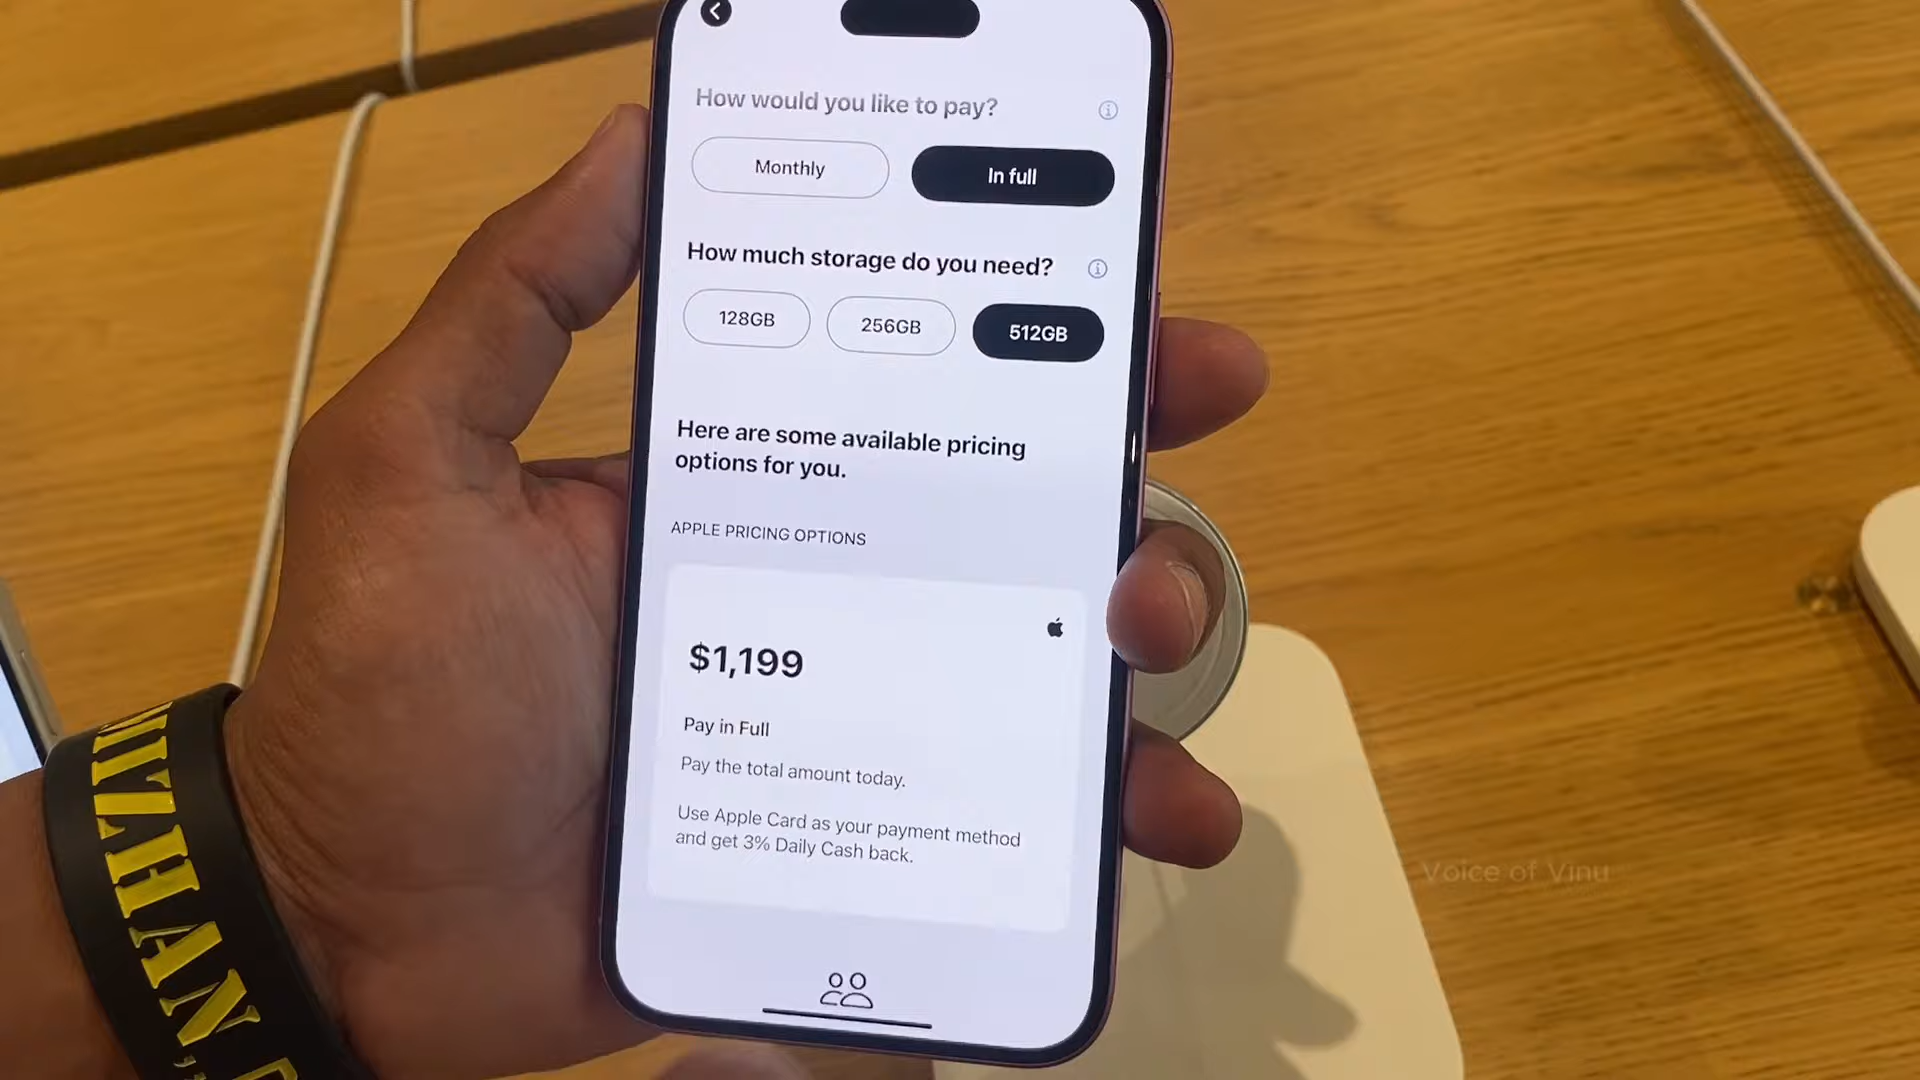 How would you like to pay?
Monthly
In full
How much storage do you need?
128GB
256GB
512GB
Here are some available pricing
options for you.
APPLE PRICING OPTIONS
$1,199
Pay in Full
Pay the total amount today.
Use Apple Card as your payment method
and get 3% Daily Cash back.
Voice of Vinu